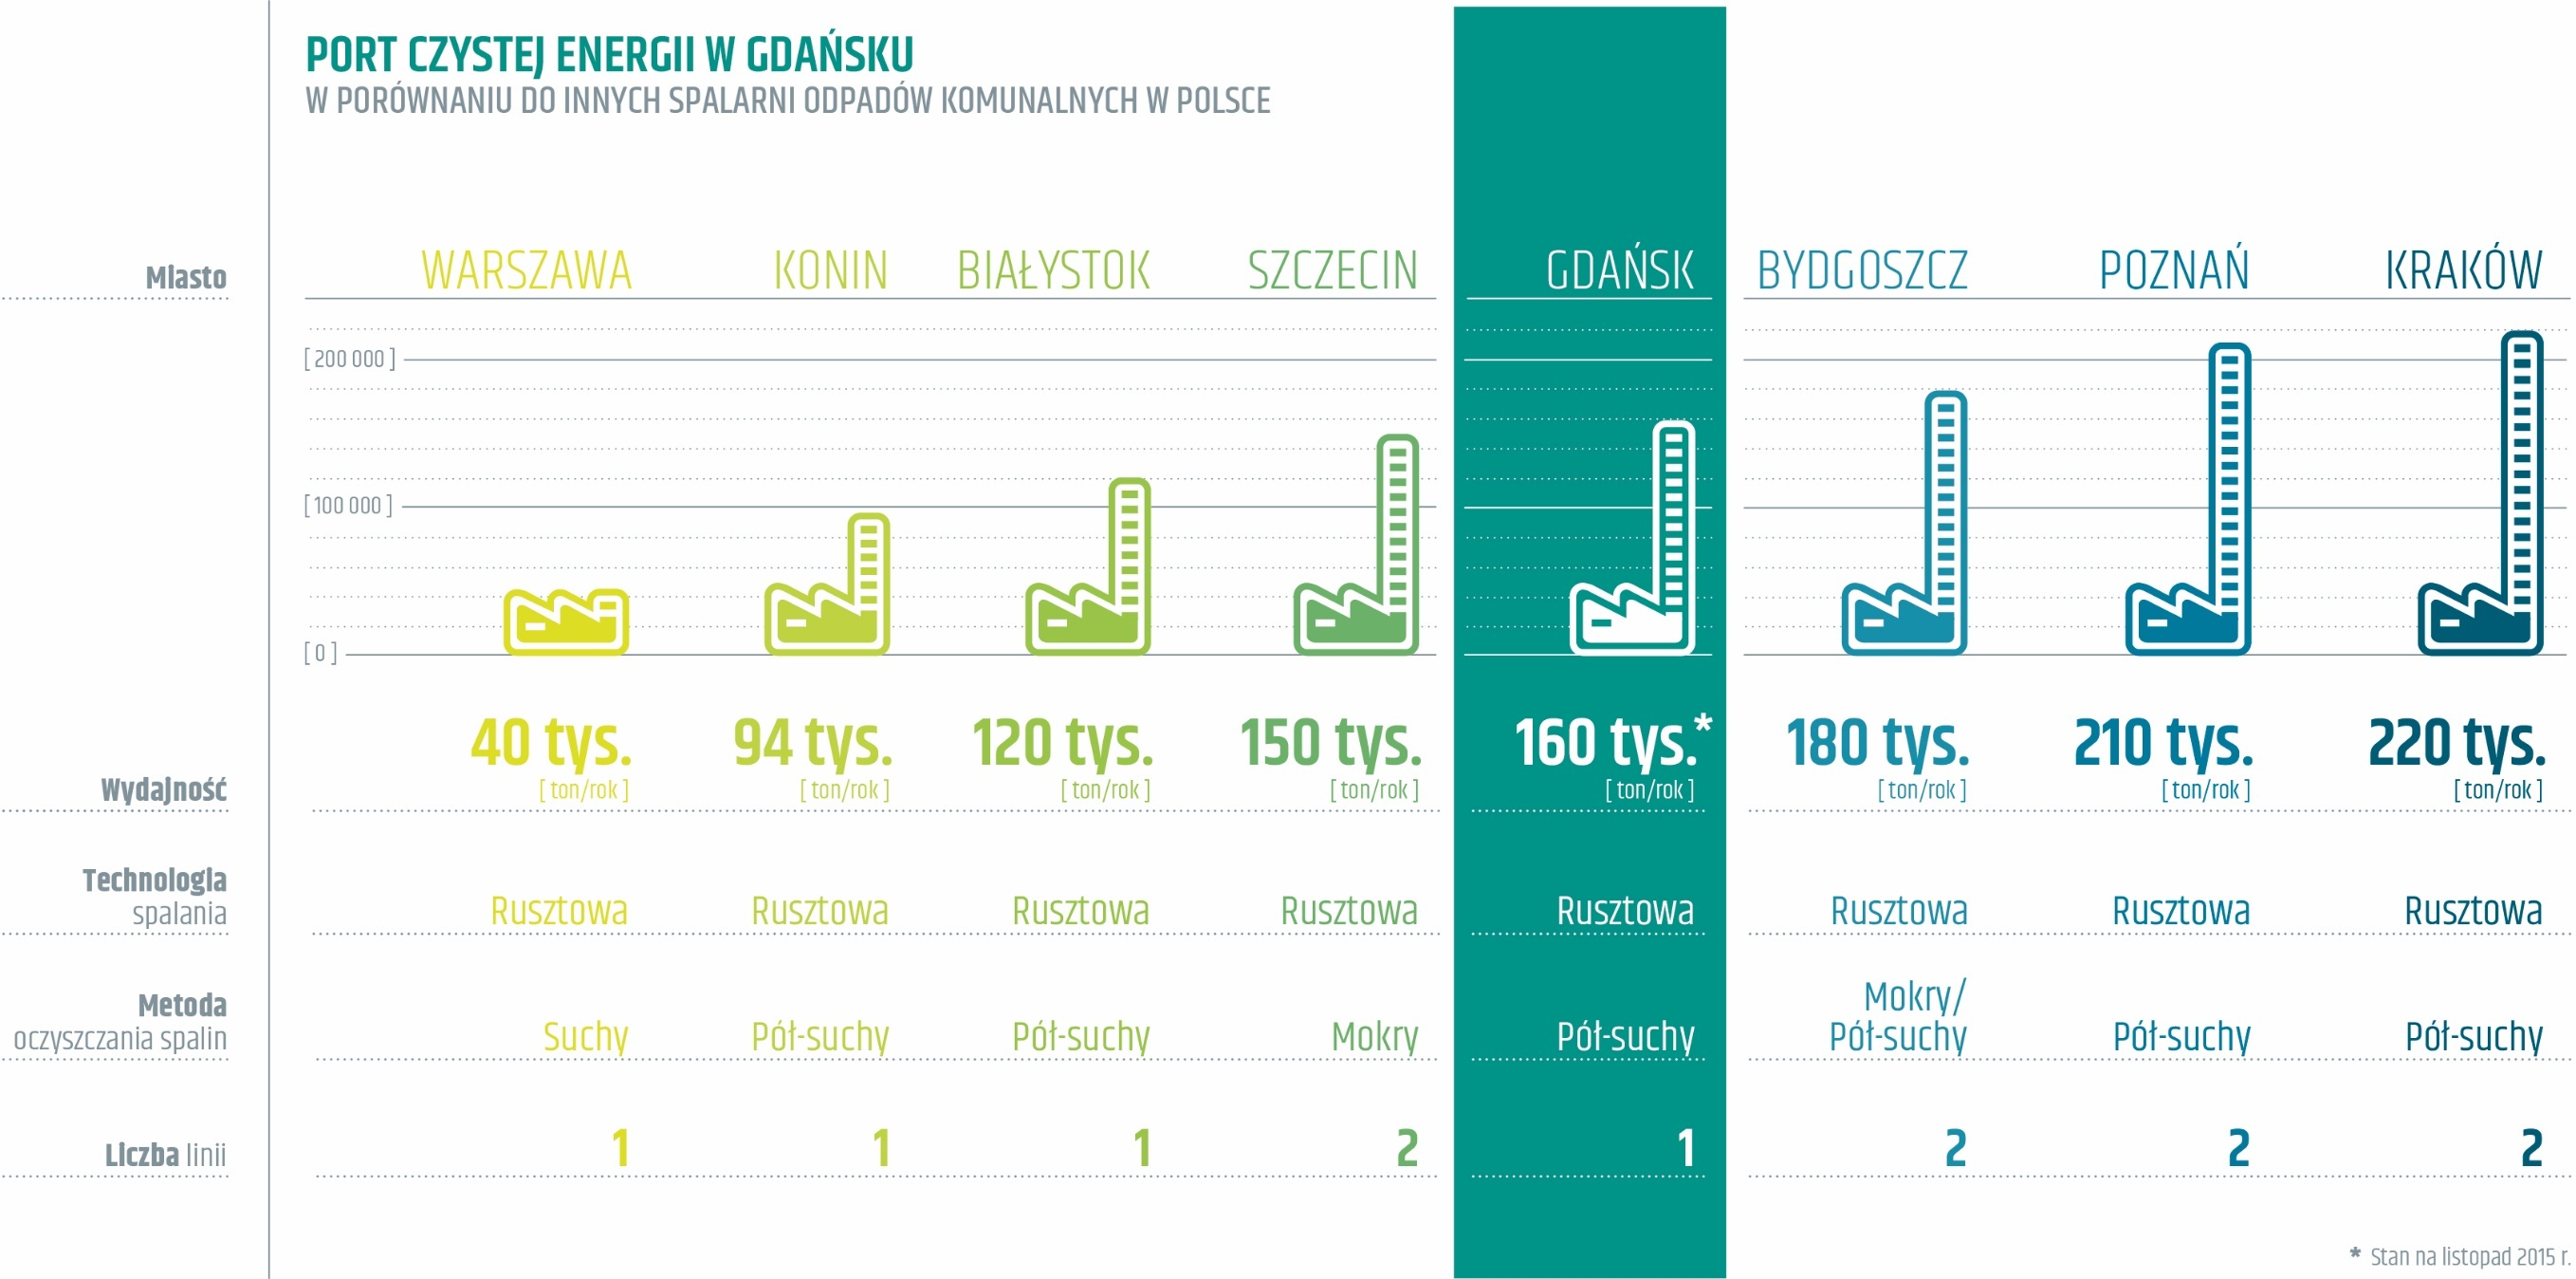 PORT CZYSTEJ ENERGII W GDAŃSKU
W PORÓWNANIU DO INNYCH SPALARNI ODPADÓW KOMUNALNYCH W POLSCE
Miasto WARSZAWA KONIN BIAŁYSTOK SZCZECIN GDAŃSK BYDGOSZCZ POZNAŃ KRAKÓW
[ 200 000 ]
[ 100 000 ]
[ 0 ]
40 tys. 94 tys. 120 tys. 150 tys. 160 tys.* 180 tys. 210 tys. 220 tys.
Wydajność [ ton/rok ] [ ton/rok ] [ ton/rok ] [ ton/rok ] [ ton/rok ] [ ton/rok ] [ ton/rok ] [ ton/rok ]
Technologia
spalania Rusztowa Rusztowa Rusztowa Rusztowa Rusztowa Rusztowa Rusztowa Rusztowa
Metoda Mokry/
oczyszczania spalin Suchy Pół-suchy Pół-suchy Mokry Pół-suchy Pół-suchy Pół-suchy Pół-suchy
Liczba linii 1 1 1 2 1 2 2 2
* Stan na listopad 2015 r.